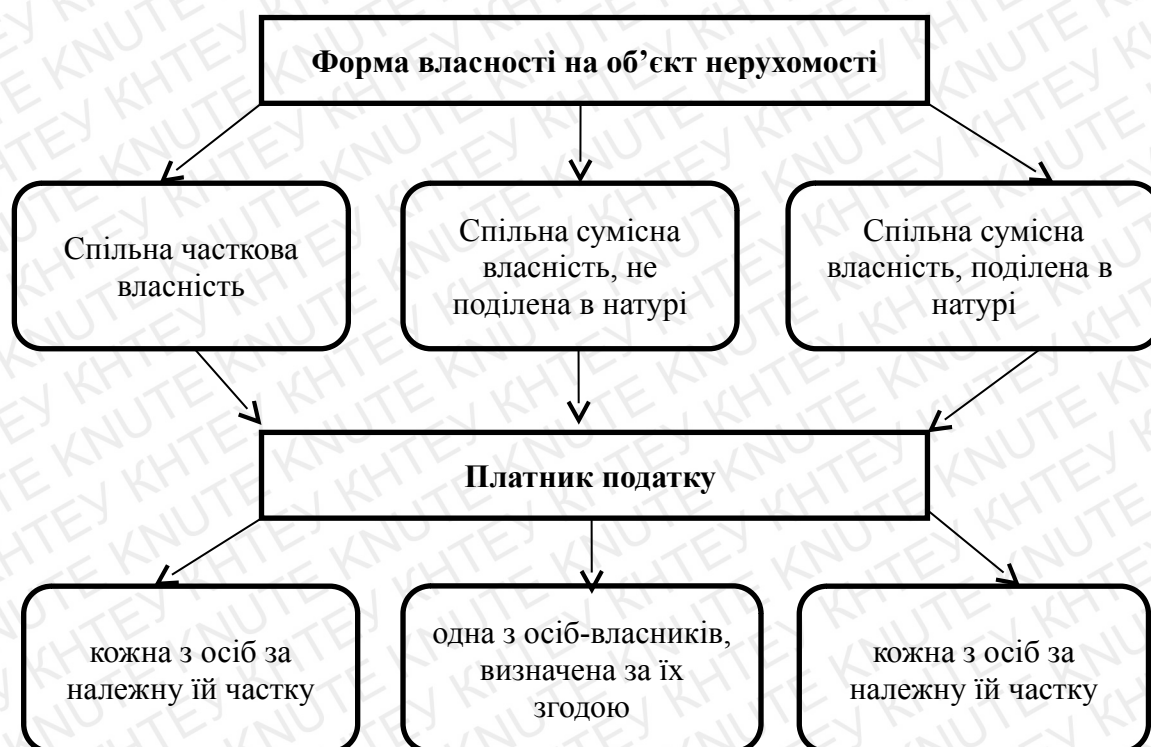 Форма власності на об’єкт нерухомості
Спільна часткова
власність
Спільна сумісна
власність, не
поділена в натурі
Спільна сумісна
власність, поділена в
натурі
Платник податку
кожна з осіб за
належну їй частку
одна з осіб-власників,
визначена за їх
згодою
кожна з осіб за
належну їй частку